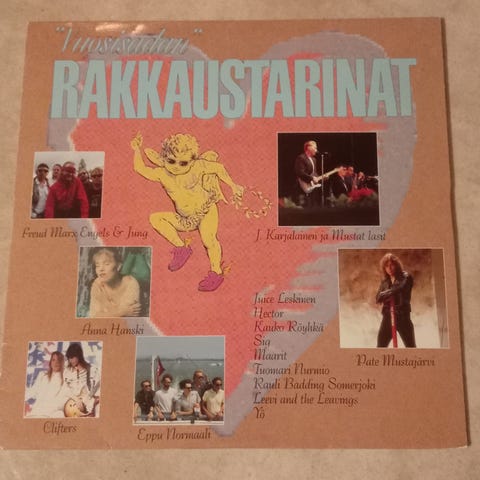 "Vuosisadan"
RAKKAUSTARINAT
Freud Marx Engels & Jung
J. Karjalainen ja Mustat lasit
Anna Hanski
Juice Leskinen
Hector
Kauko Röyhkä
Sig
Maarit
Tuomari Nurmio
Rauli Badding Somerjoki
Leevi and the Leavings
Yö
Pate Mustajärvi
Clifters
Eppu Normaali